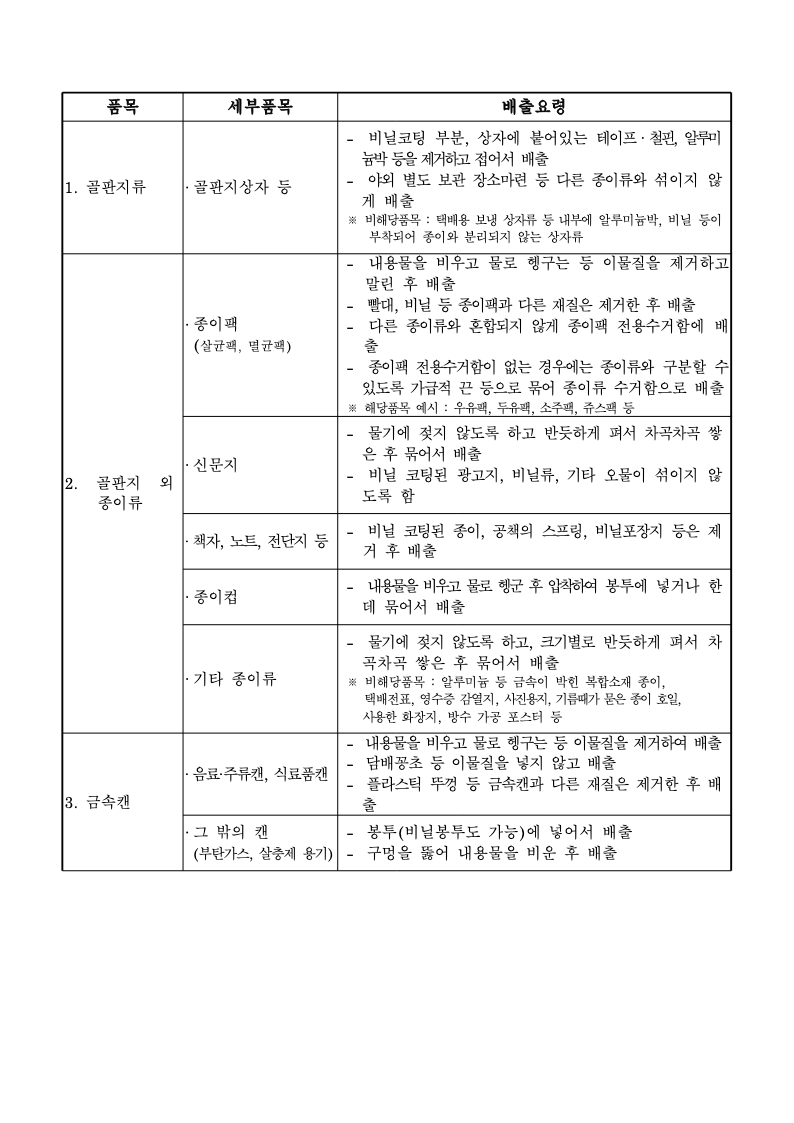 품목 세부품목 배출요령
1. 골판지류
· 골판지상자 등
- 비닐코팅 부분, 상자에 붙어있는 테이프·철핀, 알루미
늄박 등을 제거하고 접어서 배출
- 야외 별도 보관 장소마련 등 다른 종이류와 섞이지 않
게 배출
※ 비해당품목 : 택배용 보냉 상자류 등 내부에 알루미늄박, 비닐 등이
부착되어 종이와 분리되지 않는 상자류
2. 골판지 외
종이류
· 종이팩
(살균팩, 멸균팩)
- 내용물을 비우고 물로 헹구는 등 이물질을 제거하고
말린 후 배출
- 빨대, 비닐 등 종이팩과 다른 재질은 제거한 후 배출
- 다른 종이류와 혼합되지 않게 종이팩 전용수거함에 배
출
- 종이팩 전용수거함이 없는 경우에는 종이류와 구분할 수
있도록 가급적 끈 등으로 묶어 종이류 수거함으로 배출
※ 해당품목 예시 : 우유팩, 두유팩, 소주팩, 쥬스팩 등
· 신문지
- 물기에 젖지 않도록 하고 반듯하게 펴서 차곡차곡 쌓
은 후 묶어서 배출
- 비닐 코팅된 광고지, 비닐류, 기타 오물이 섞이지 않
도록 함
· 책자, 노트, 전단지 등
- 비닐 코팅된 종이, 공책의 스프링, 비닐포장지 등은 제
거 후 배출
· 종이컵
- 내용물을 비우고 물로 헹군 후 압착하여 봉투에 넣거나 한
데 묶어서 배출
· 기타 종이류
- 물기에 젖지 않도록 하고, 크기별로 반듯하게 펴서 차
곡차곡 쌓은 후 묶어서 배출
※ 비해당품목 : 알루미늄 등 금속이 박힌 복합소재 종이,
택배전표, 영수증 감열지, 사진용지, 기름때가 묻은 종이 호일,
사용한 화장지, 방수 가공 포스터 등
3. 금속캔
· 음료·주류캔, 식료품캔
- 내용물을 비우고 물로 헹구는 등 이물질을 제거하여 배출
- 담배꽁초 등 이물질을 넣지 않고 배출
- 플라스틱 뚜껑 등 금속캔과 다른 재질은 제거한 후 배
출
· 그 밖의 캔
(부탄가스, 살충제 용기)
- 봉투(비닐봉투도 가능)에 넣어서 배출
- 구멍을 뚫어 내용물을 비운 후 배출